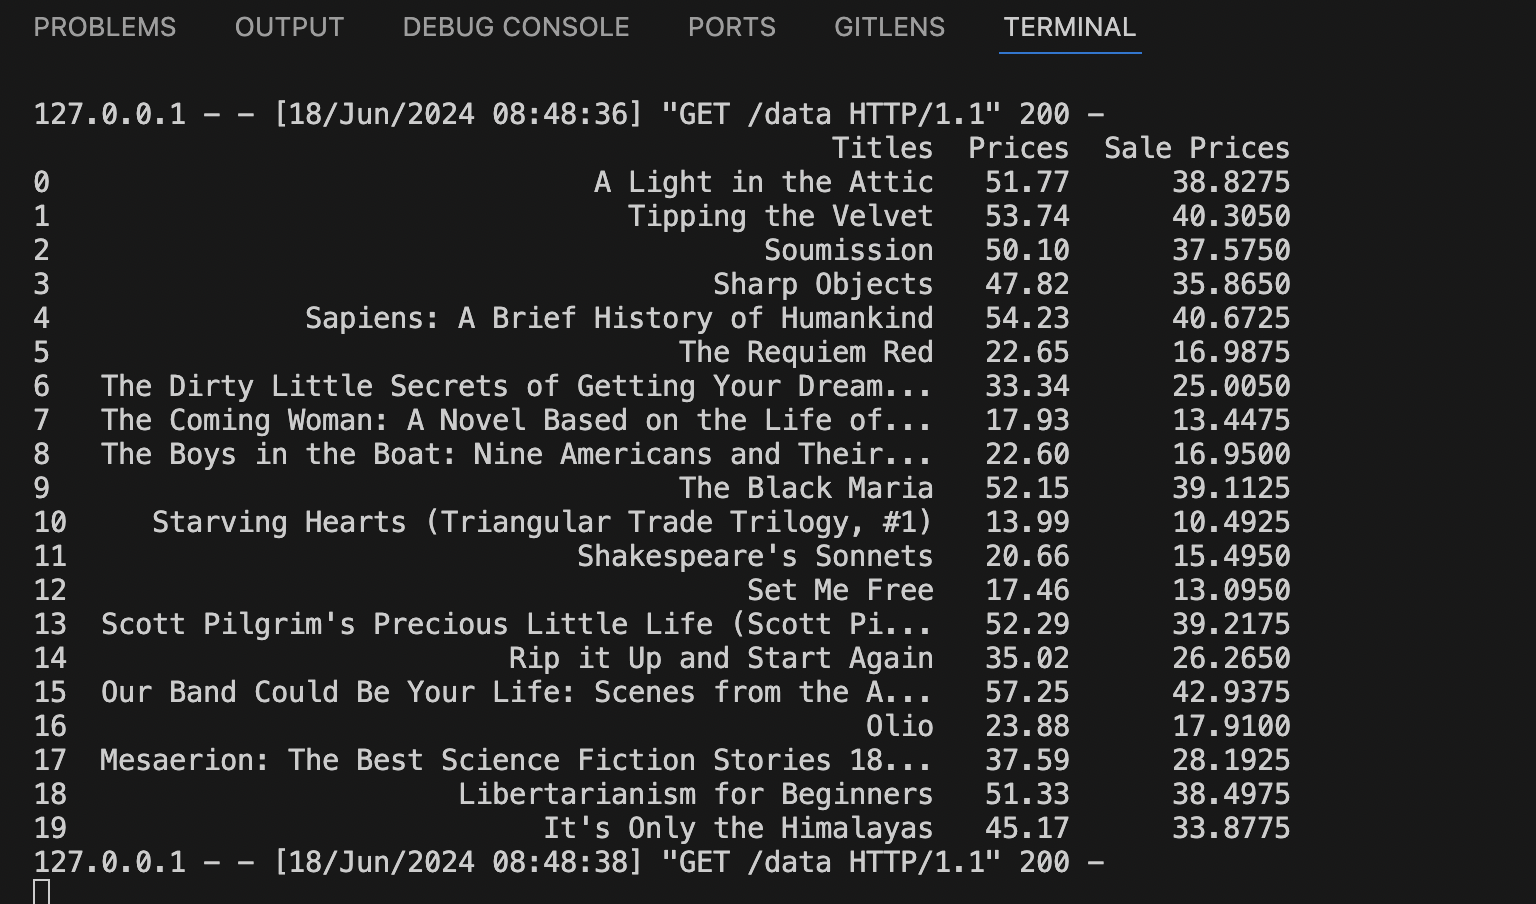 PROBLEMS OUTPUT DEBUG CONSOLE PORTS GITLENS TERMINAL
127.0.0.1 - - [18/Jun/2024 08:48:36] "GET /data HTTP/1.1" 200 -
Titles Prices Sale Prices
0 A Light in the Attic 51.77 38.8275
1 Tipping the Velvet 53.74 40.3050
2 Soumission 50.10 37.5750
3 Sharp Objects 47.82 35.8650
4 Sapiens: A Brief History of Humankind 54.23 40.6725
5 The Requiem Red 22.65 16.9875
6 The Dirty Little Secrets of Getting Your Dream... 33.34 25.0050
7 The Coming Woman: A Novel Based on the Life of... 17.93 13.4475
8 The Boys in the Boat: Nine Americans and Their... 22.60 16.9500
9 The Black Maria 52.15 39.1125
10 Starving Hearts (Triangular Trade Trilogy, #1) 13.99 10.4925
11 Shakespeare's Sonnets 20.66 15.4950
12 Set Me Free 17.46 13.0950
13 Scott Pilgrim's Precious Little Life (Scott Pi... 52.29 39.2175
14 Rip it Up and Start Again 35.02 26.2650
15 Our Band Could Be Your Life: Scenes from the A... 57.25 42.9375
16 Olio 23.88 17.9100
17 Mesaerion: The Best Science Fiction Stories 18... 37.59 28.1925
18 Libertarianism for Beginners 51.33 38.4975
19 It's Only the Himalayas 45.17 33.8775
127.0.0.1 - - [18/Jun/2024 08:48:38] "GET /data HTTP/1.1" 200 -